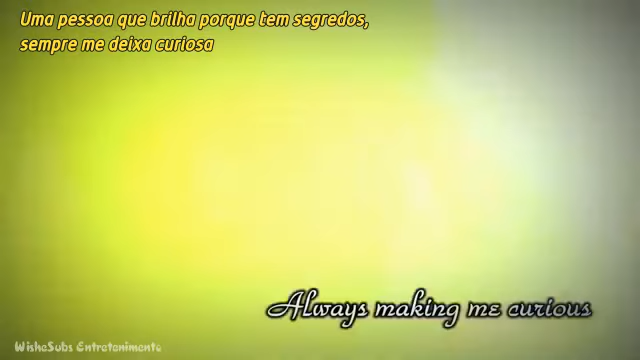 Uma pessoa que brilha porque tem segredos,
sempre me deixa curiosa
Always making me curious
WisheSubs Entretenimento